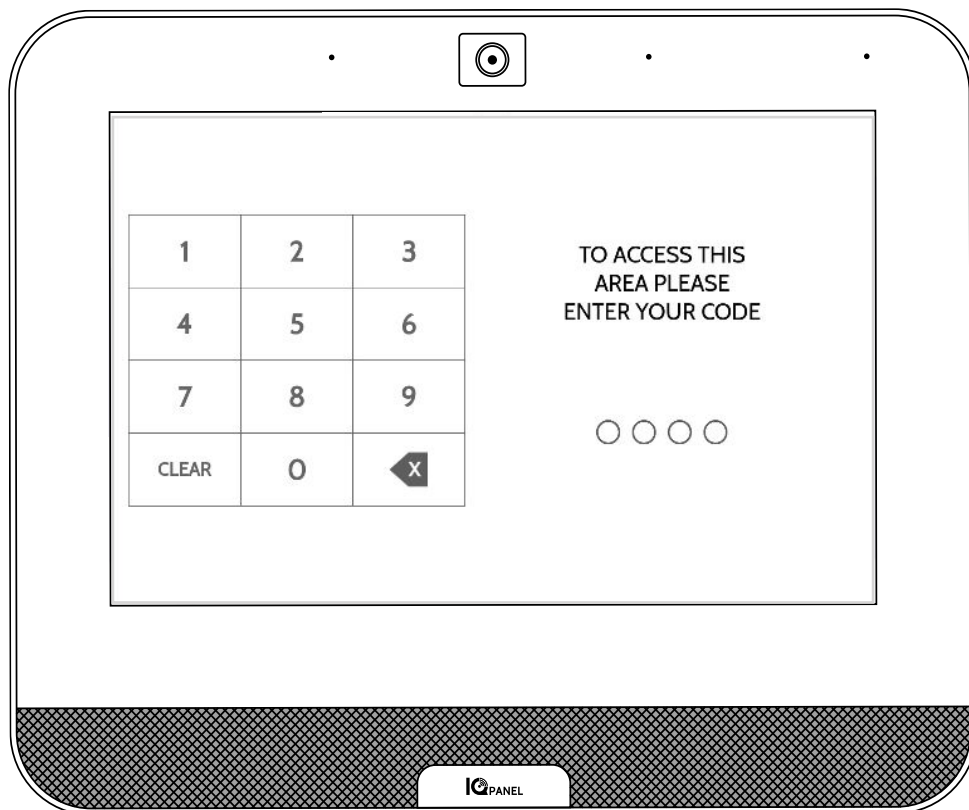 1 2 3
4 5 6
7 8 9
CLEAR 0 X
TO ACCESS THIS
AREA PLEASE
ENTER YOUR CODE
IQ PANEL